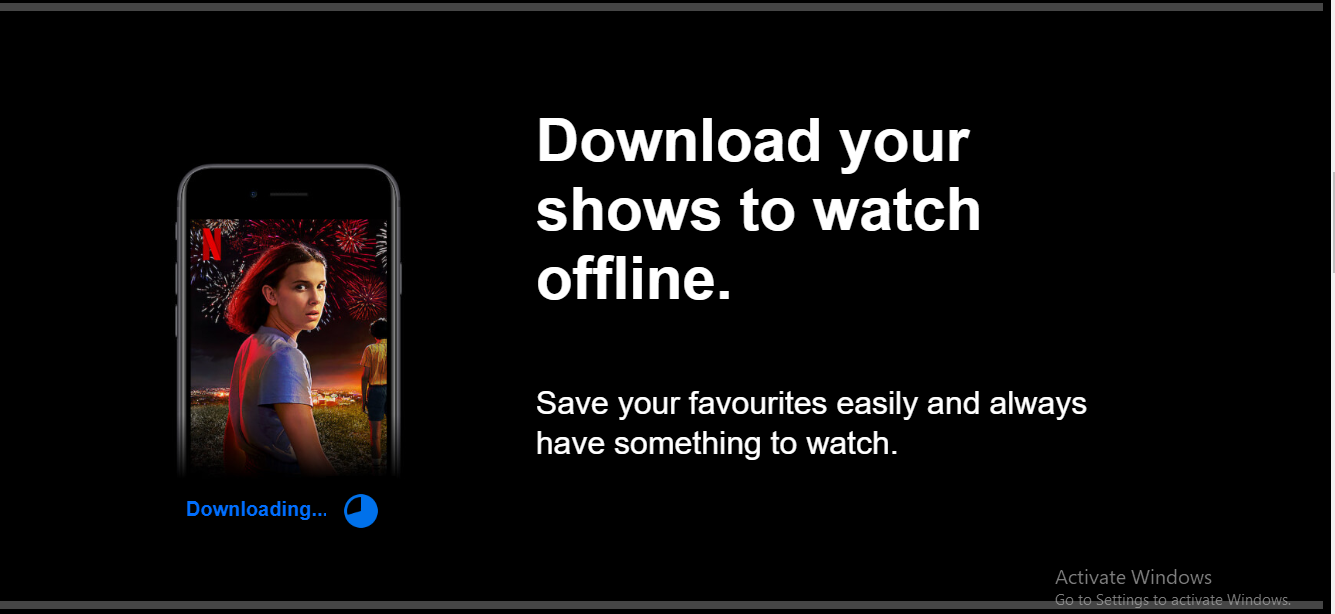 Download your
shows to watch
offline.
N
Save your favourites easily and always
have something to watch.
Downloading...
Activate Windows
Go to Settings to activate Windows.